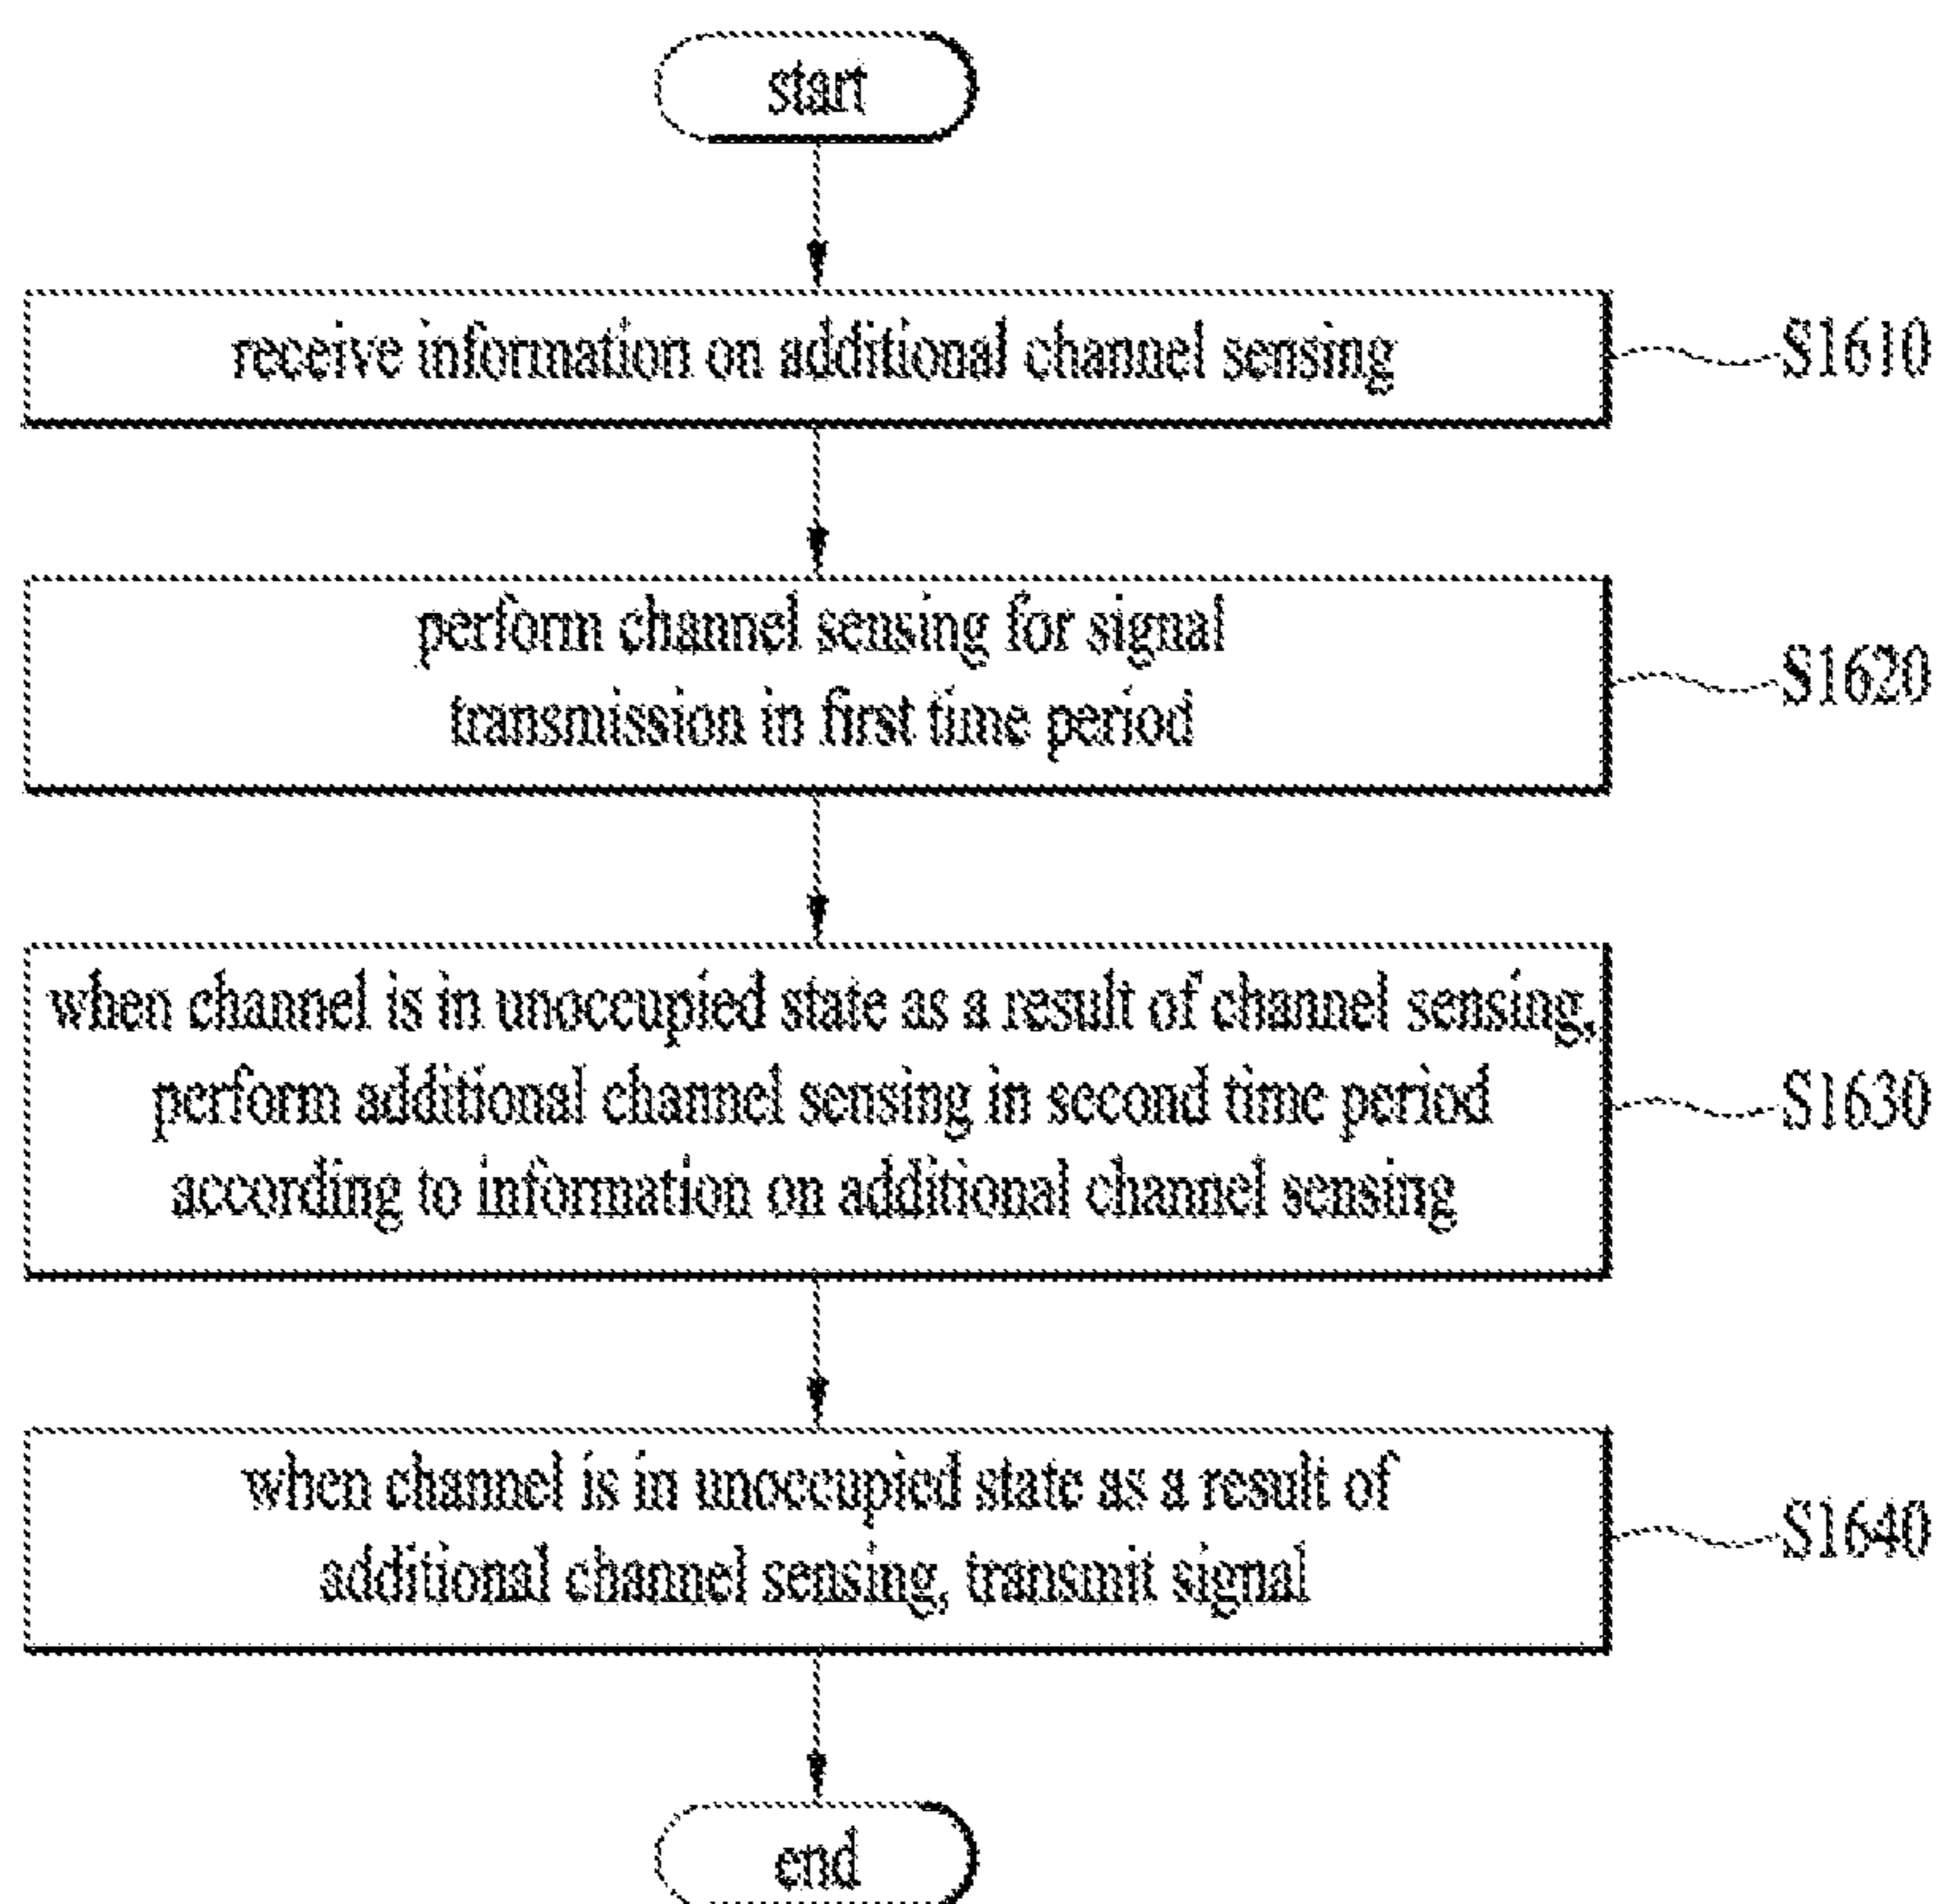 start
receive information on additional channel sensing
S1610
perform channel sensing for signal
transmission in first time period
S1620
when channel is in unoccupied state as a result of channel sensing,
perform additional channel sensing in second time period
according to information on additional channel sensing
S1630
when channel is in unoccupied state as a result of
additional channel sensing, transmit signal
S1640
end